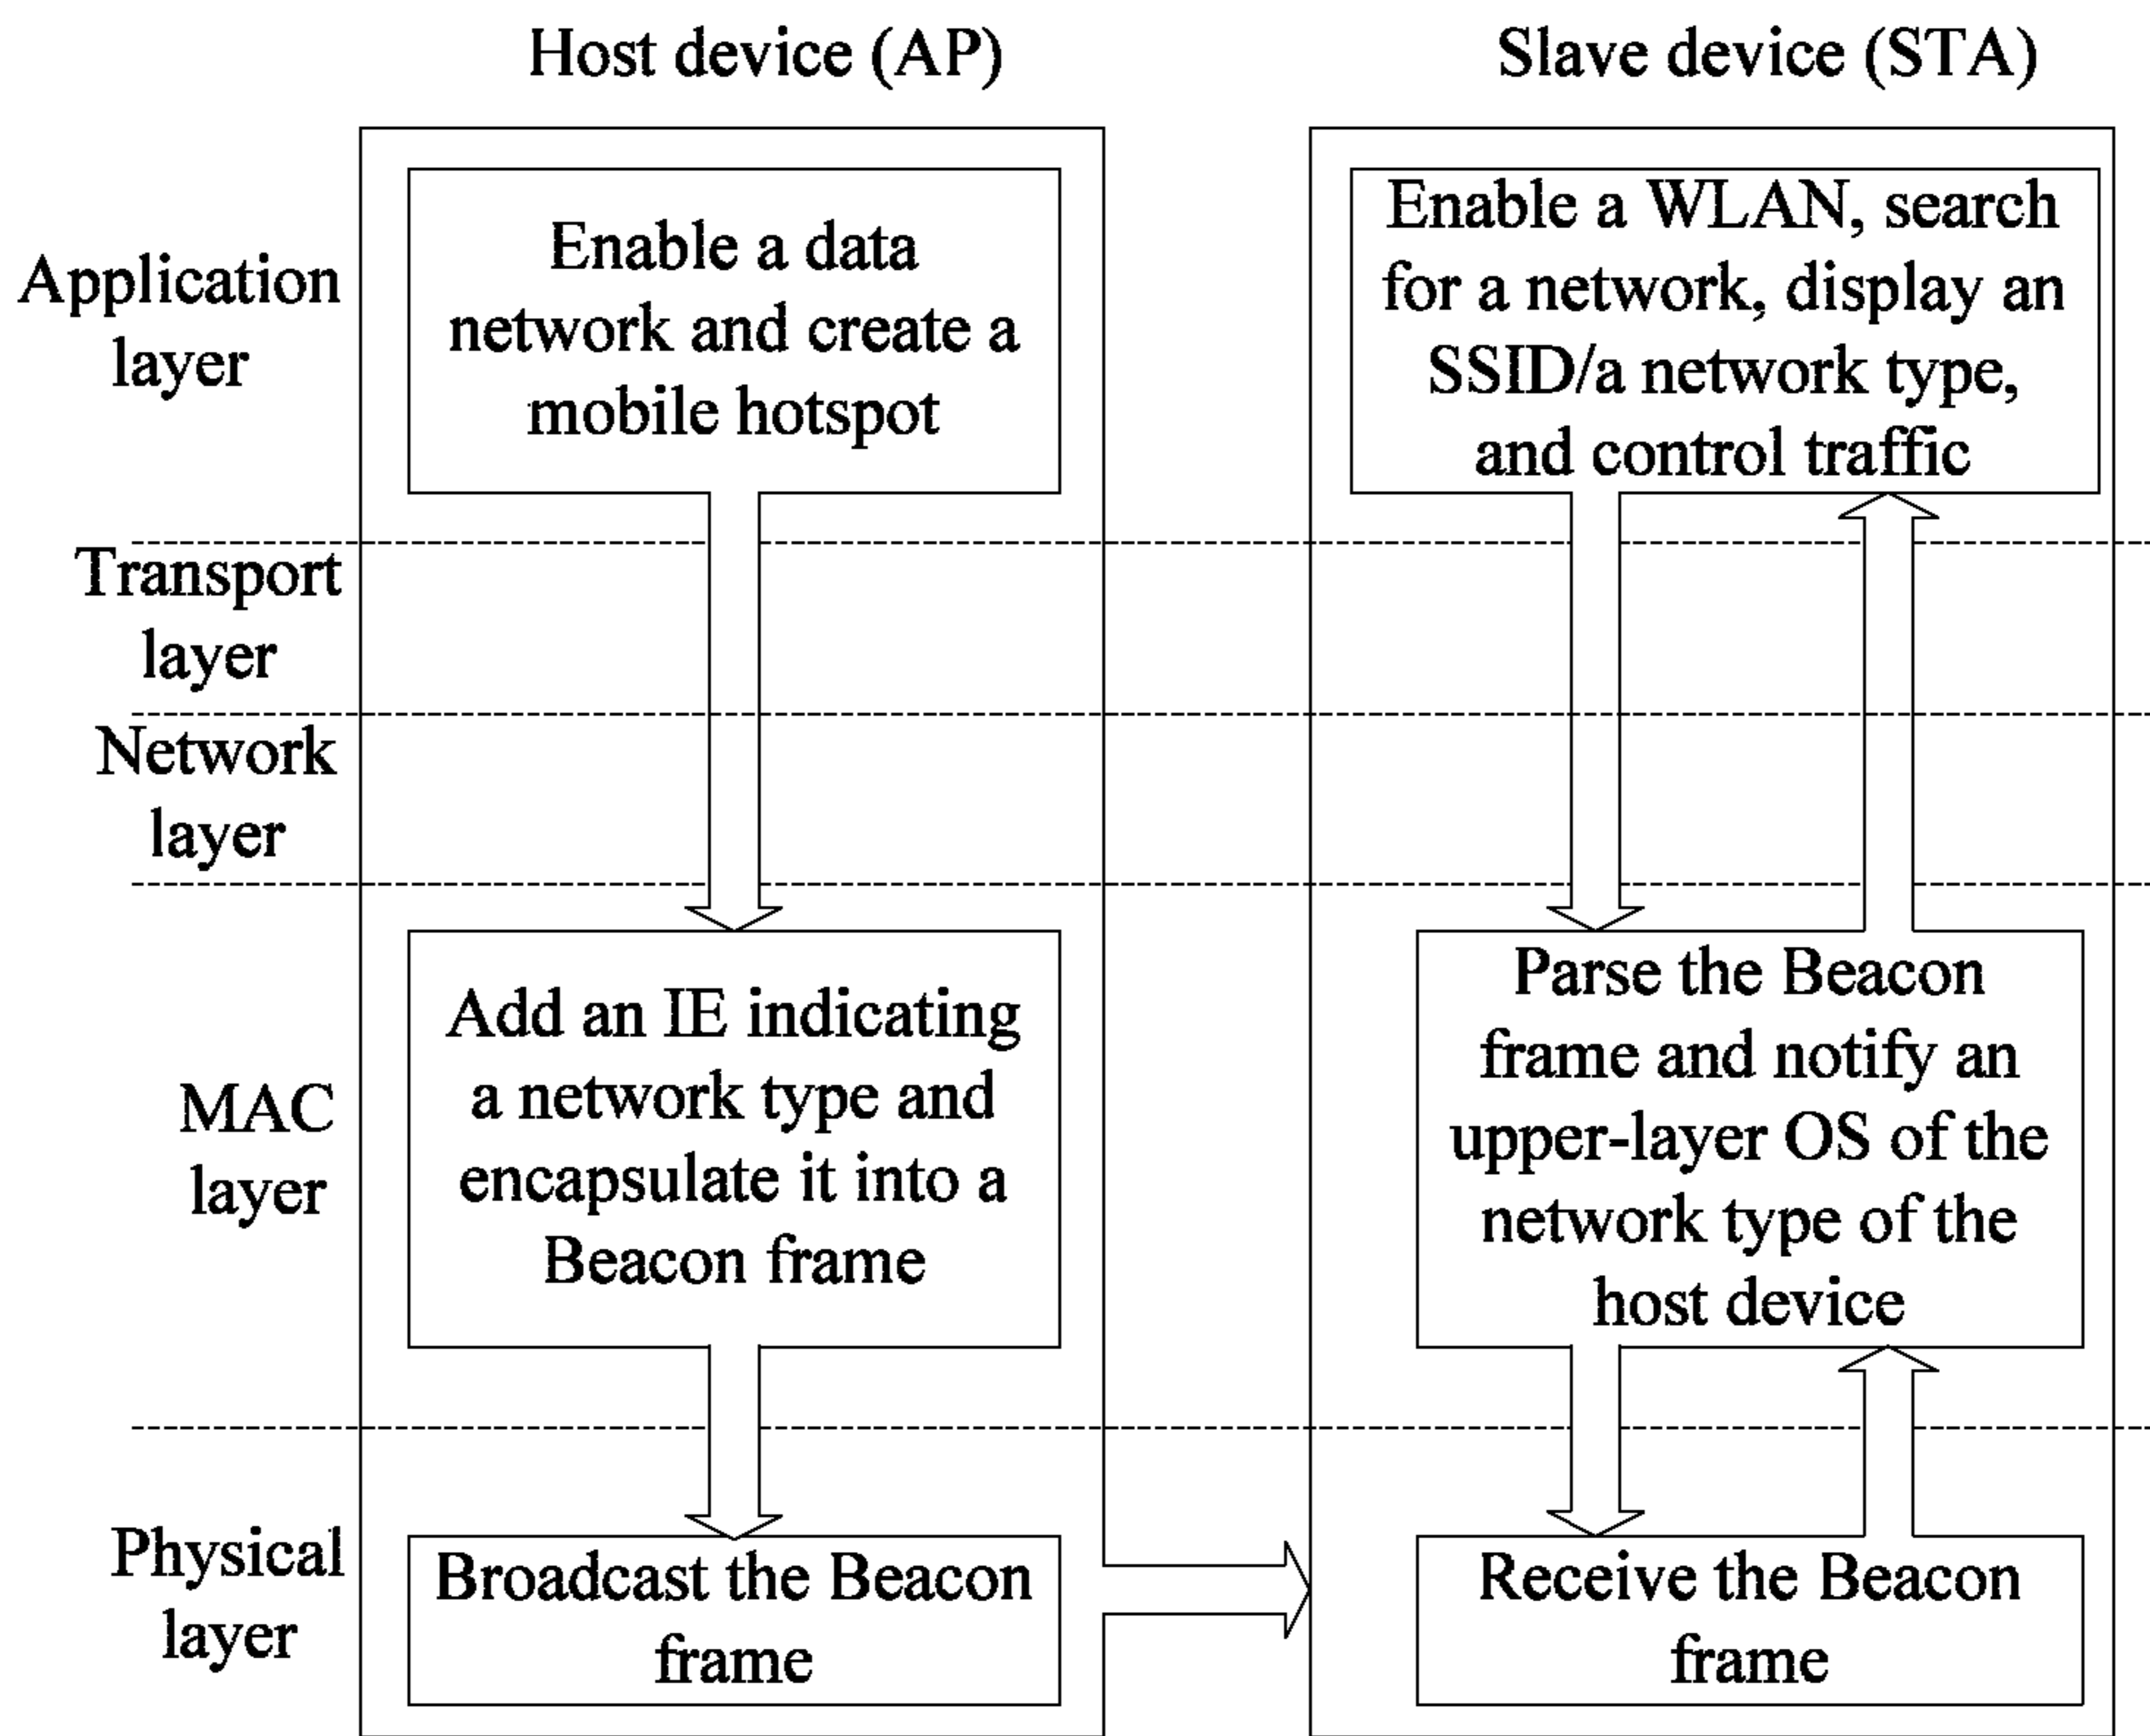 Host device (AP)
Slave device (STA)
Application
layer
Enable a data
network and create a
mobile hotspot
Enable a WLAN, search
for a network, display an
SSID/a network type,
and control traffic
Transport
layer
Network
layer
MAC
layer
Add an IE indicating
a network type and
encapsulate it into a
Beacon frame
Parse the Beacon
frame and notify an
upper-layer OS of the
network type of the
host device
Physical
layer
Broadcast the Beacon
frame
Receive the Beacon
frame